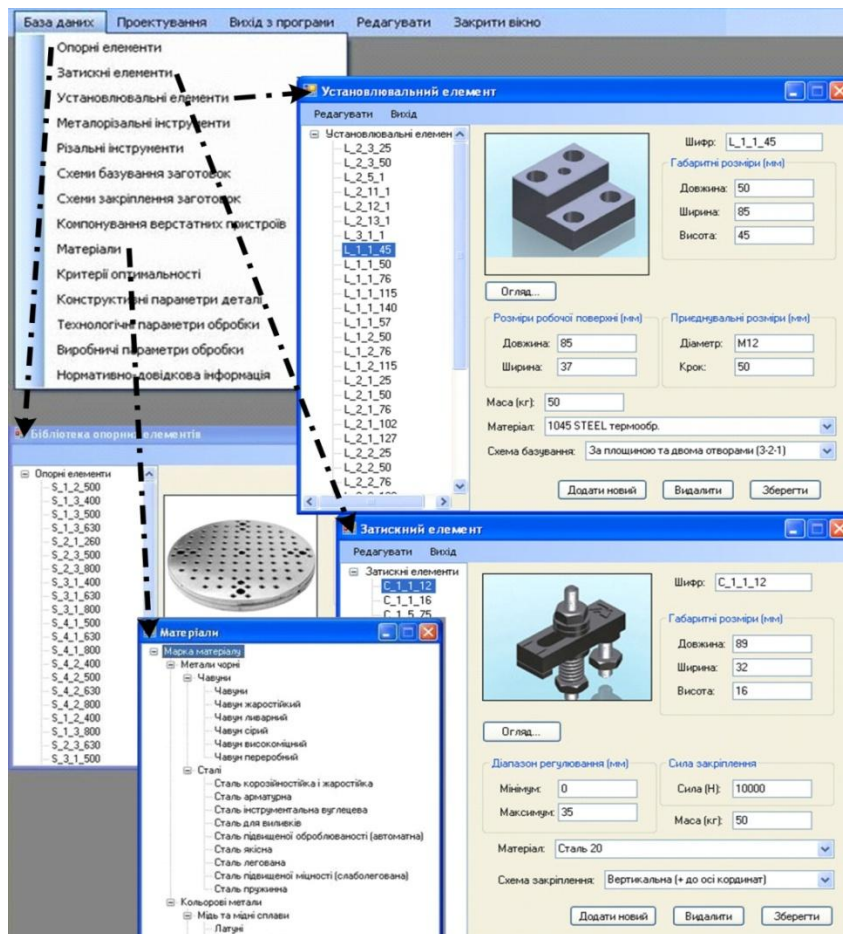 База даних Проектування Вихід з програми Редагувати Закрити вікно
Опорні елементи
Затискні елементи
Установлювальні елементи
Металорізальні інструменти
Різальні інструменти
Схеми базування заготовок
Схеми закріплення заготовок
Компонування верстатних пристроїв
Матеріали
Критерії оптимальності
Конструктивні параметри деталі
Технологічні параметри обробки
Виробничі параметри обробки
Нормативно-довідкова інформація
Установлювальний елемент
Редагувати Вихід
Установлювальні елемен
L_2_3_25
L_2_3_50
L_2_5_1
L_2_11_1
L_2_12_1
L_2_13_1
L_3_1_1
L_1_1_45
L_1_1_50
L_1_1_76
L_1_1_115
L_1_1_140
L_1_1_57
L_1_2_50
L_1_2_76
L_1_2_115
L_2_1_25
L_2_1_50
L_2_1_76
L_2_1_102
L_2_1_127
L_2_2_25
L_2_2_50
L_2_2_76
Шифр: L_1_1_45
Габаритні розміри (мм)
Довжина: 50
Ширина: 85
Висота: 45
Огляд...
Розміри робочої поверхні (мм)
Довжина: 85
Ширина: 37
Приєднувальні розміри (мм)
Діаметр: M12
Крок: 50
Маса (кг): 50
Матеріал: 1045 STEEL термообр.
Схема базування: За площиною та двома отворами (3-2-1)
Додати новий Видалити Зберегти
Бібліотека опорних елементів
Опорні елементи
S_1_2_500
S_1_3_400
S_1_3_500
S_1_3_630
S_2_1_260
S_2_3_500
S_2_3_800
S_3_1_400
S_3_1_630
S_3_1_800
S_4_1_500
S_4_1_630
S_4_1_800
S_4_2_400
S_4_2_500
S_4_2_630
S_4_2_800
S_1_2_400
S_1_3_800
S_2_3_630
S_3_1_500
Затискний елемент
Редагувати Вихід
Затискні елементи
C_1_1_12
C_1_1_16
C_1_5_75
Шифр: C_1_1_12
Габаритні розміри (мм)
Довжина: 89
Ширина: 32
Висота: 16
Огляд...
Діапазон регулювання (мм)
Мінімум: 0
Максимум: 35
Сила закріплення
Сила (Н): 10000
Маса (кг): 50
Матеріал: Сталь 20
Схема закріплення: Вертикальна (+ до осі кординат)
Додати новий Видалити Зберегти
Матеріали
Марка матеріалу
Метали чорні
Чавуни
Чавуни
Чавун жаростійкий
Чавун ливарний
Чавун сірий
Чавун високоміцний
Чавун переробний
Сталі
Сталь корозійностійка і жаростійка
Сталь арматурна
Сталь інструментальна вуглецева
Сталь для виливків
Сталь підвищеної оброблюваності (автоматна)
Сталь якісна
Сталь легована
Сталь підвищеної міцності (слаболегована)
Сталь пружинна
Кольорові метали
Мідь та мідні сплави
Латуні